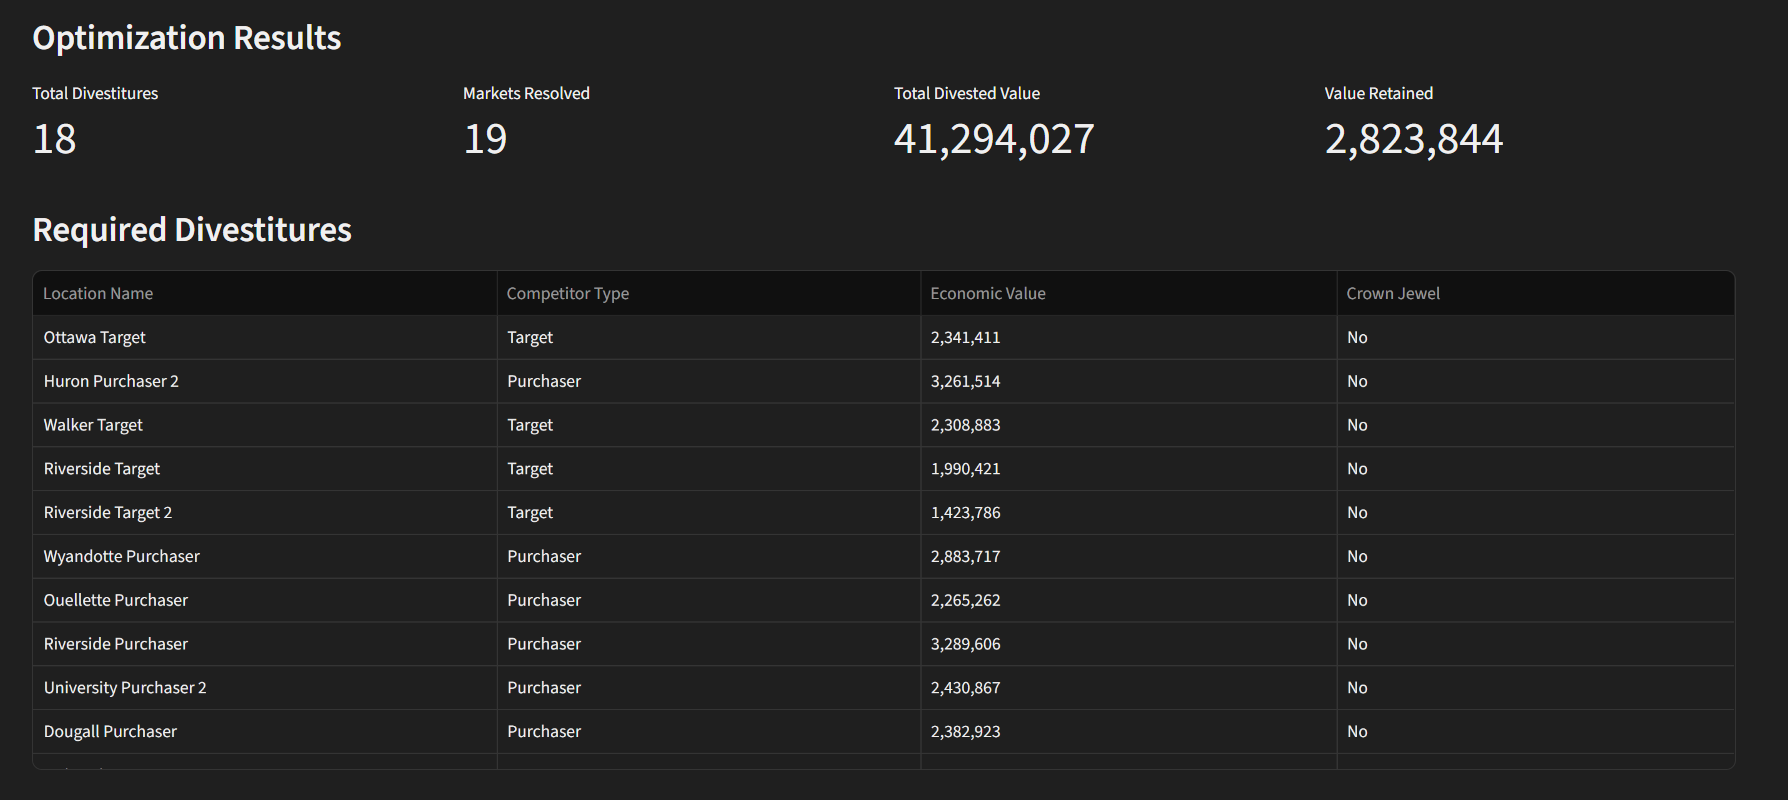 Optimization Results
Total Divestitures Markets Resolved Total Divested Value Value Retained
18 19 41,294,027 2,823,844
Required Divestitures
Location Name Competitor Type Economic Value Crown Jewel
Ottawa Target Target 2,341,411 No
Huron Purchaser 2 Purchaser 3,261,514 No
Walker Target Target 2,308,883 No
Riverside Target Target 1,990,421 No
Riverside Target 2 Target 1,423,786 No
Wyandotte Purchaser Purchaser 2,883,717 No
Ouellette Purchaser Purchaser 2,265,262 No
Riverside Purchaser Purchaser 3,289,606 No
University Purchaser 2 Purchaser 2,430,867 No
Dougall Purchaser Purchaser 2,382,923 No